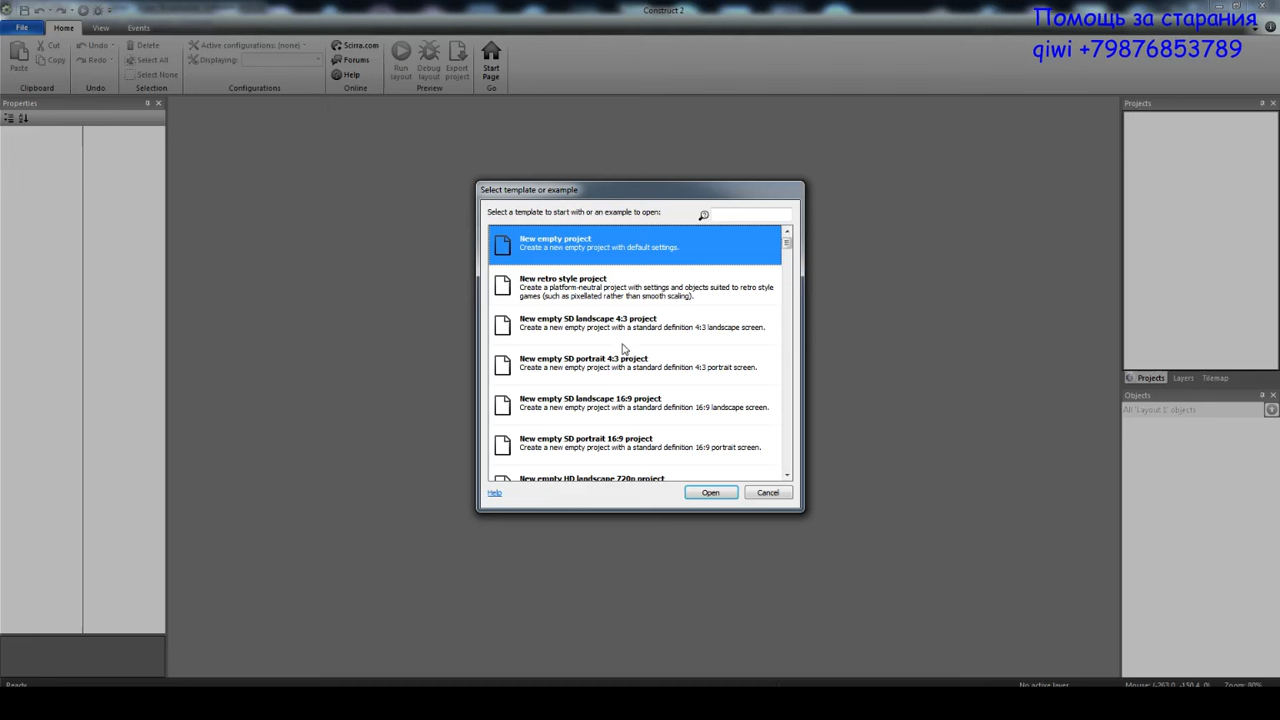 Construct 2
Помощь за старания
qiwi +79876853789
File
Home
View
Events
Paste
Cut
Copy
Clipboard
Undo
Redo
Undo
Delete
Select All
Select None
Selection
Active configurations: (none)
Displaying:
Configurations
Scirra.com
Forums
Help
Online
Run
layout
Debug
layout
Export
project
Preview
Start
Page
Go
Properties
Projects
Select template or example
Select a template to start with or an example to open:
New empty project
Create a new empty project with default settings.
New retro style project
Create a platform-neutral project with settings and objects suited to retro style
games (such as pixellated rather than smooth scaling).
New empty SD landscape 4:3 project
Create a new empty project with a standard definition 4:3 landscape screen.
New empty SD portrait 4:3 project
Create a new empty project with a standard definition 4:3 portrait screen.
New empty SD landscape 16:9 project
Create a new empty project with a standard definition 16:9 landscape screen.
New empty SD portrait 16:9 project
Create a new empty project with a standard definition 16:9 portrait screen.
New empty HD landscape 720p project
Help
Open
Cancel
Projects
Layers
Tilemap
Objects
All 'Layout 1' objects
Ready
No active layer
Mouse: (-263.0, -150.4, 0)
Zoom: 80%